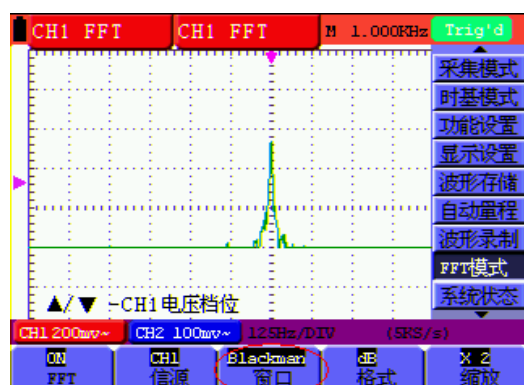 CH1 FFT CH1 FFT M 1.000KHz Trig'd
采集模式
时基模式
功能设置
显示设置
波形存储
自动量程
波形录制
FFT模式
系统状态
▲/▼ -CH1电压档位
CH1 200mv~ CH2 100mv~ 125Hz/DIV (5KS/s)
ON CH1 Blackman dB X 2
FFT 信源 窗口 格式 缩放